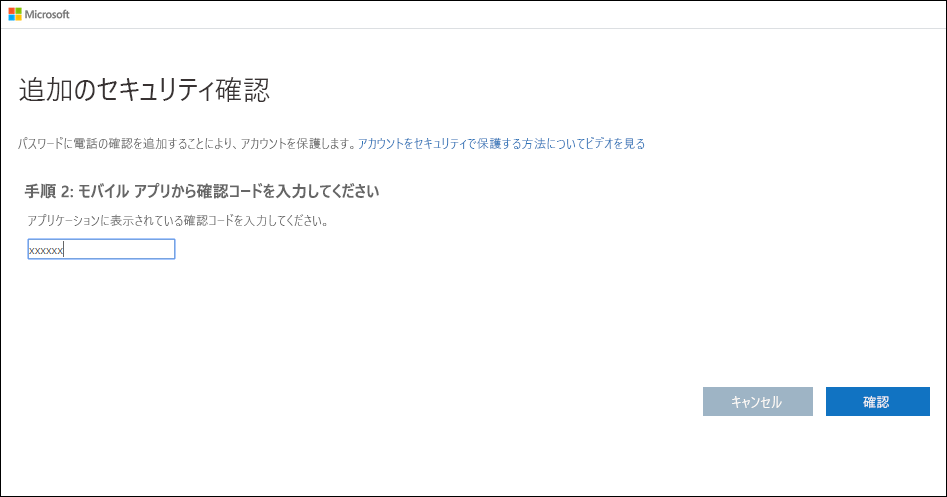 Microsoft
追加のセキュリティ確認
パスワードに電話の確認を追加することにより、アカウントを保護します。アカウントをセキュリティで保護する方法についてビデオを見る
手順 2: モバイル アプリから確認コードを入力してください
アプリケーションに表示されている確認コードを入力してください。
xxxxxx
キャンセル 確認